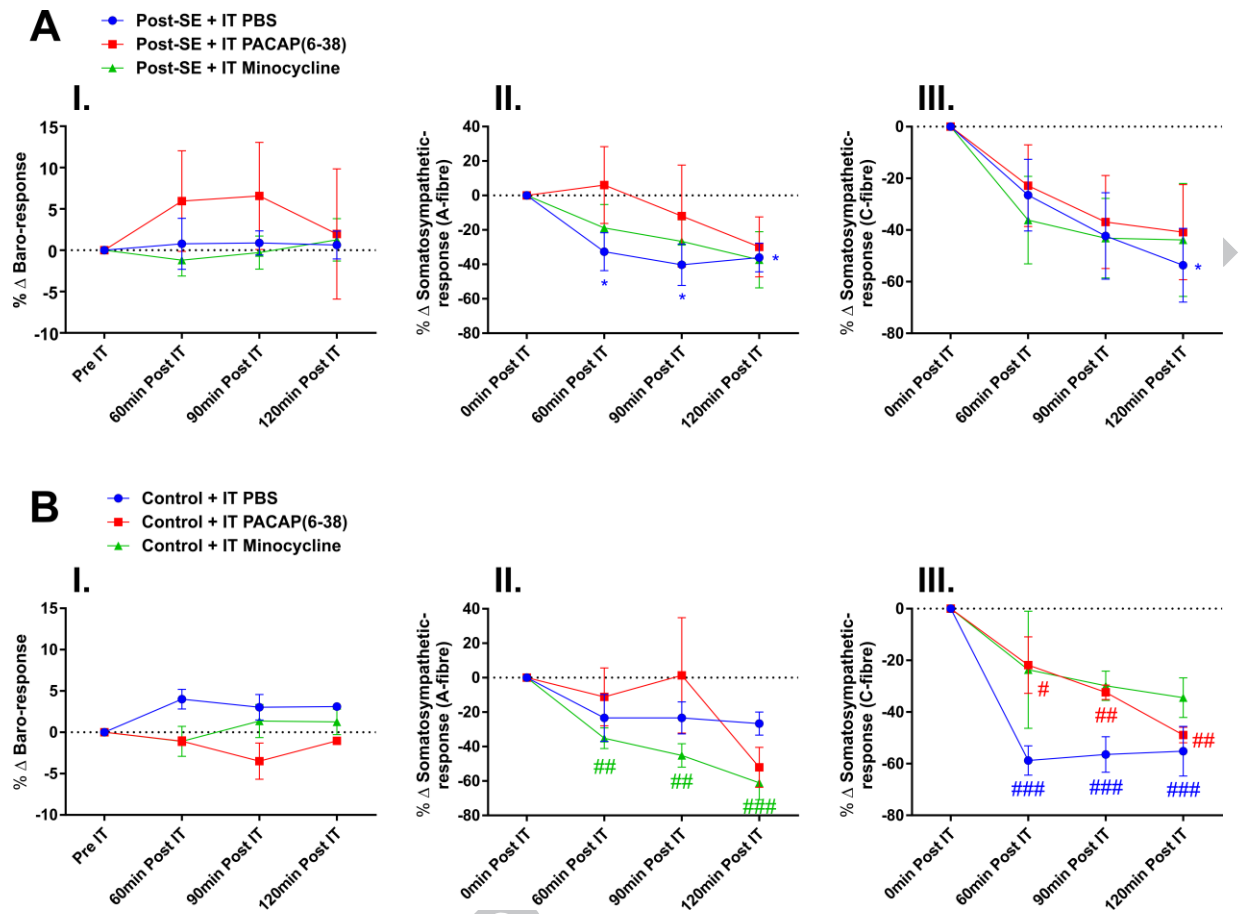 A
Post-SE + IT PBS
Post-SE + IT PACAP(6-38)
Post-SE + IT Minocycline
I.
% Δ Baro-response
15
10
5
0
-5
-10
Pre IT
60min Post IT
90min Post IT
120min Post IT
II.
% Δ Somatosympathetic-
response (A-fibre)
40
20
0
-20
-40
-60
-80
*
*
*
0min Post IT
60min Post IT
90min Post IT
120min Post IT
III.
% Δ Somatosympathetic-
response (C-fibre)
0
-20
-40
-60
-80
*
0min Post IT
60min Post IT
90min Post IT
120min Post IT
B
Control + IT PBS
Control + IT PACAP(6-38)
Control + IT Minocycline
I.
% Δ Baro-response
15
10
5
0
-5
-10
Pre IT
60min Post IT
90min Post IT
120min Post IT
II.
% Δ Somatosympathetic-
response (A-fibre)
40
20
0
-20
-40
-60
-80
##
##
###
0min Post IT
60min Post IT
90min Post IT
120min Post IT
III.
% Δ Somatosympathetic-
response (C-fibre)
0
-20
-40
-60
-80
#
##
##
###
###
###
0min Post IT
60min Post IT
90min Post IT
120min Post IT